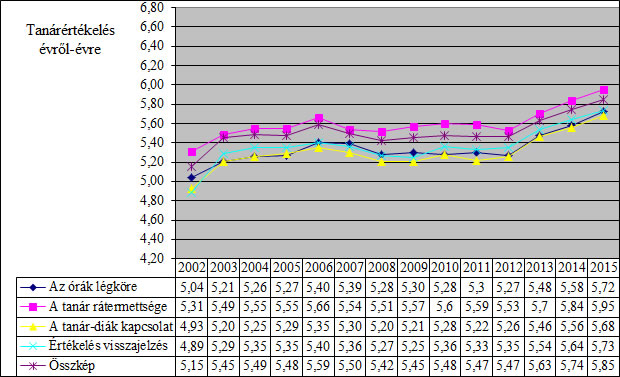 Tanárértékelés
évről-évre
6,80
6,60
6,40
6,20
6,00
5,80
5,60
5,40
5,20
5,00
4,80
4,60
4,40
4,20
2002 2003 2004 2005 2006 2007 2008 2009 2010 2011 2012 2013 2014 2015
Az órák légköre 5,04 5,21 5,26 5,27 5,40 5,39 5,28 5,30 5,28 5,3 5,27 5,48 5,58 5,72
A tanár rátermettsége 5,31 5,49 5,55 5,55 5,66 5,54 5,51 5,57 5,6 5,59 5,53 5,7 5,84 5,95
A tanár-diák kapcsolat 4,93 5,20 5,25 5,29 5,35 5,30 5,20 5,21 5,28 5,22 5,26 5,46 5,56 5,68
Értékelés visszajelzés 4,89 5,29 5,35 5,35 5,40 5,36 5,27 5,25 5,36 5,33 5,35 5,54 5,64 5,73
Összkép 5,15 5,45 5,49 5,48 5,59 5,50 5,42 5,45 5,48 5,47 5,47 5,63 5,74 5,85